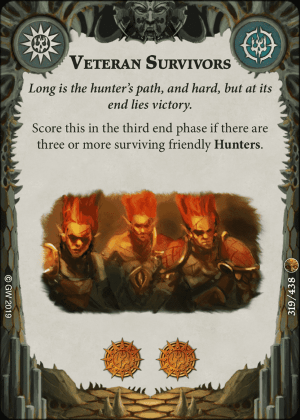 Veteran Survivors
Long is the hunter's path, and hard, but at its
end lies victory.
Score this in the third end phase if there are
three or more surviving friendly Hunters.
© GW 2019
319/438